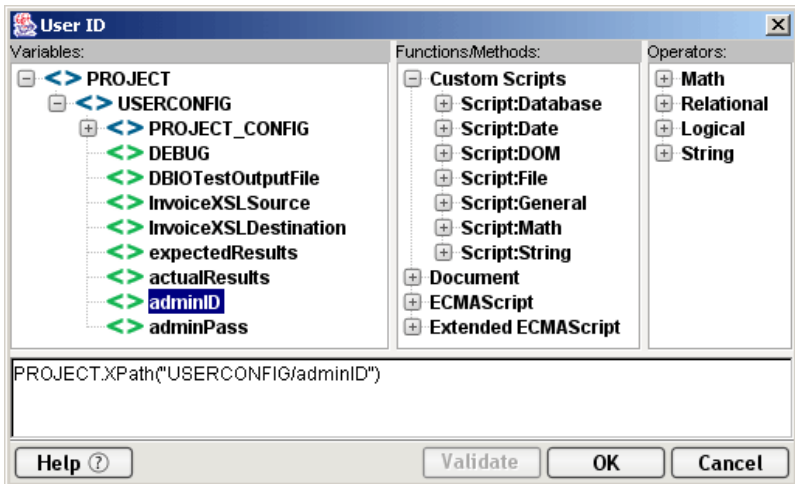 User ID
Variables:
PROJECT
USERCONFIG
PROJECT_CONFIG
DEBUG
DBIOTestOutputFile
InvoiceXSLSource
InvoiceXSLDestination
expectedResults
actualResults
adminID
adminPass
Functions/Methods:
Custom Scripts
Script:Database
Script:Date
Script:DOM
Script:File
Script:General
Script:Math
Script:String
Document
ECMAScript
Extended ECMAScript
Operators:
Math
Relational
Logical
String
PROJECT.XPath("USERCONFIG/adminID")
Help ?
Validate
OK
Cancel